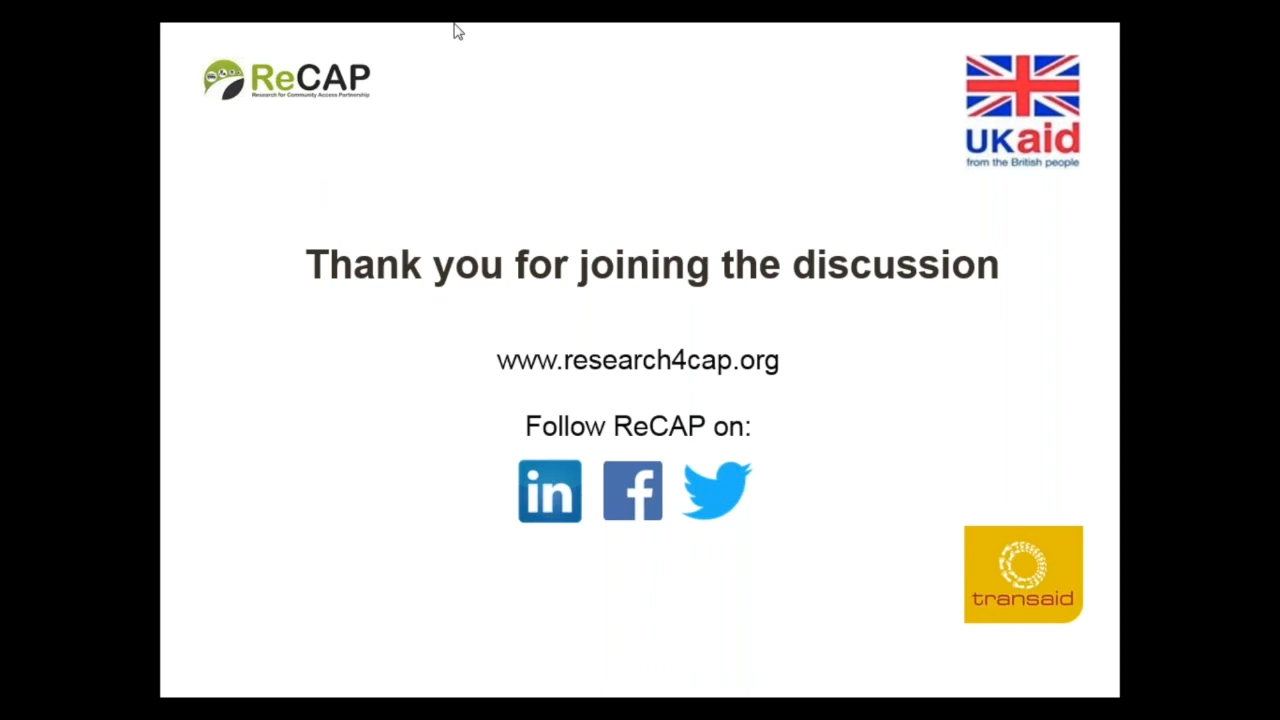 ReCAP
Research for Community Access Partnership
UKaid
from the British people
Thank you for joining the discussion
www.research4cap.org
Follow ReCAP on:
in f
transaid